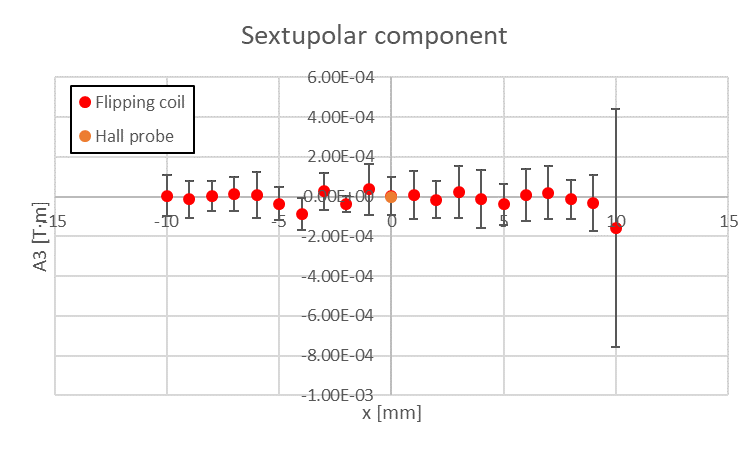 Sextupolar component
6.00E-04
Flipping coil
4.00E-04
Hall probe
2.00E-04
0.00E+00
-15
-10
-5
0
5
10
15
-2.00E-04
A3 [T·m]
-4.00E-04
-6.00E-04
-8.00E-04
-1.00E-03
x [mm]